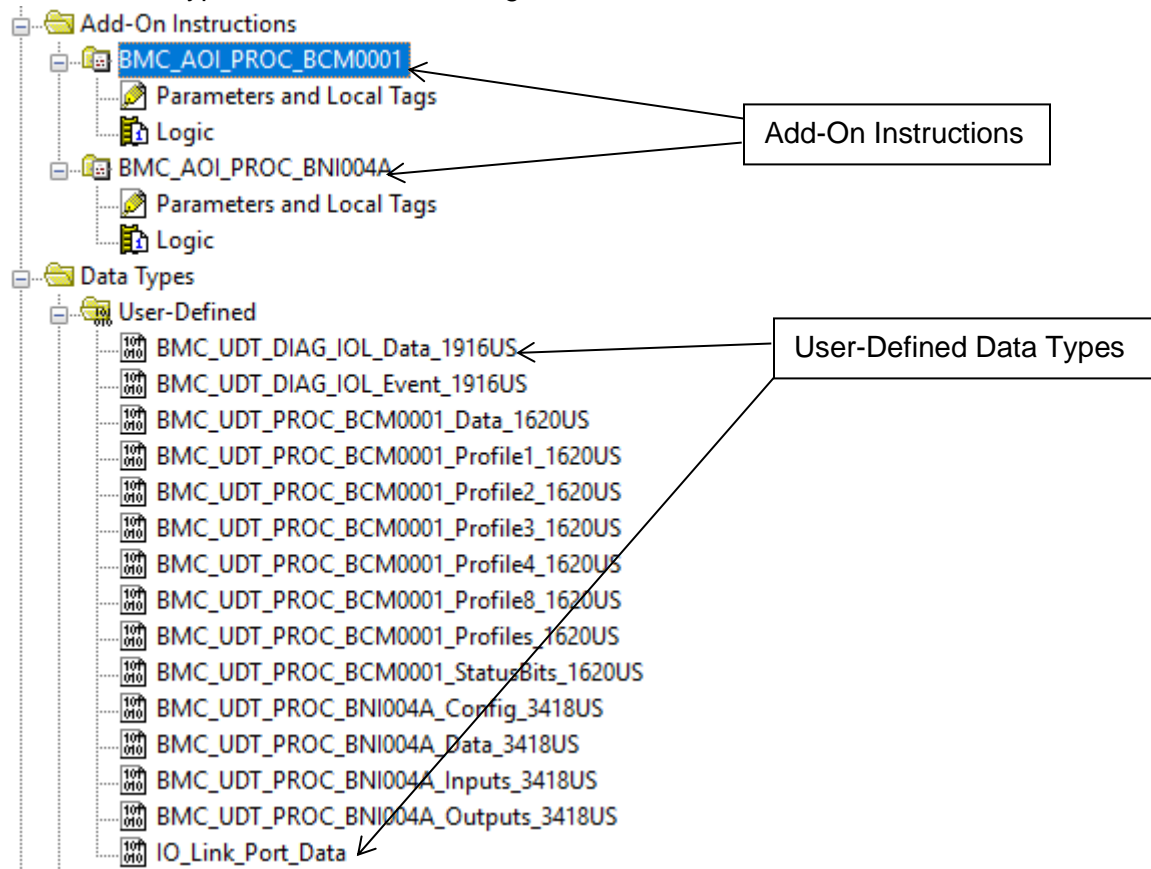 Add-On Instructions
BMC_AOI_PROC_BCM0001
Parameters and Local Tags
Logic
Add-On Instructions
BMC_AOI_PROC_BNI004A
Parameters and Local Tags
Logic
Data Types
User-Defined
User-Defined Data Types
BMC_UDT_DIAG_IOL_Data_1916US
BMC_UDT_DIAG_IOL_Event_1916US
BMC_UDT_PROC_BCM0001_Data_1620US
BMC_UDT_PROC_BCM0001_Profile1_1620US
BMC_UDT_PROC_BCM0001_Profile2_1620US
BMC_UDT_PROC_BCM0001_Profile3_1620US
BMC_UDT_PROC_BCM0001_Profile4_1620US
BMC_UDT_PROC_BCM0001_Profile8_1620US
BMC_UDT_PROC_BCM0001_Profiles_1620US
BMC_UDT_PROC_BCM0001_StatusBits_1620US
BMC_UDT_PROC_BNI004A_Config_3418US
BMC_UDT_PROC_BNI004A_Data_3418US
BMC_UDT_PROC_BNI004A_Inputs_3418US
BMC_UDT_PROC_BNI004A_Outputs_3418US
IO_Link_Port_Data